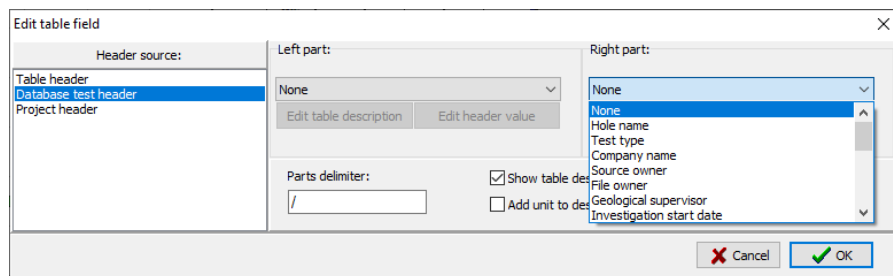 Edit table field
Header source:
Table header
Database test header
Project header
Left part:
None
Edit table description
Edit header value
Right part:
None
None
Hole name
Test type
Company name
Source owner
File owner
Geological supervisor
Investigation start date
Parts delimiter:
/
Show table des
Add unit to des
Cancel
OK